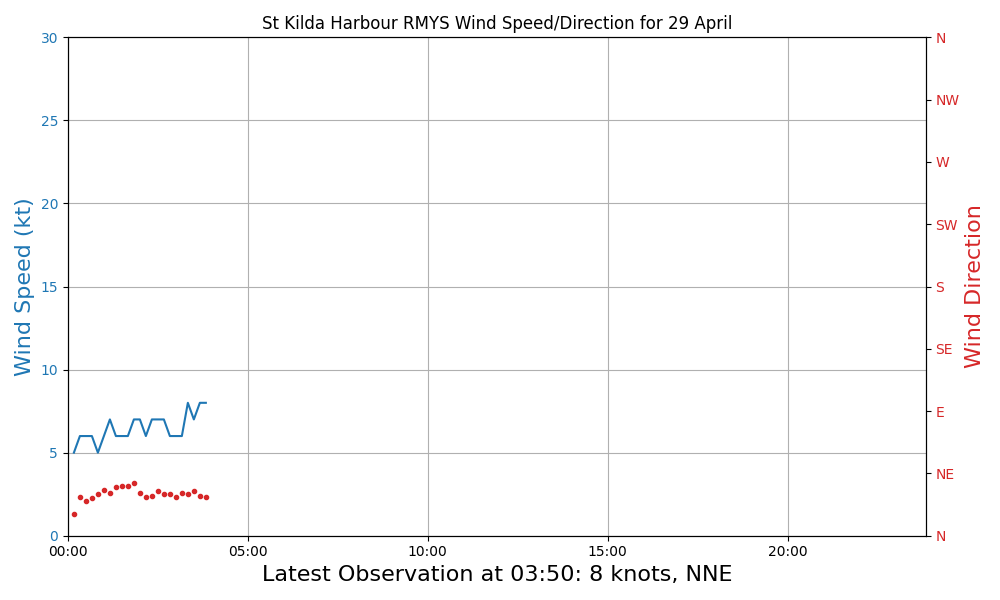 St Kilda Harbour RMYS Wind Speed/Direction for 29 April
30
25
20
15
10
5
0
Wind Speed (kt)
N
NW
W
SW
S
SE
E
NE
N
Wind Direction
00:00
05:00
10:00
15:00
20:00
Latest Observation at 03:50: 8 knots, NNE